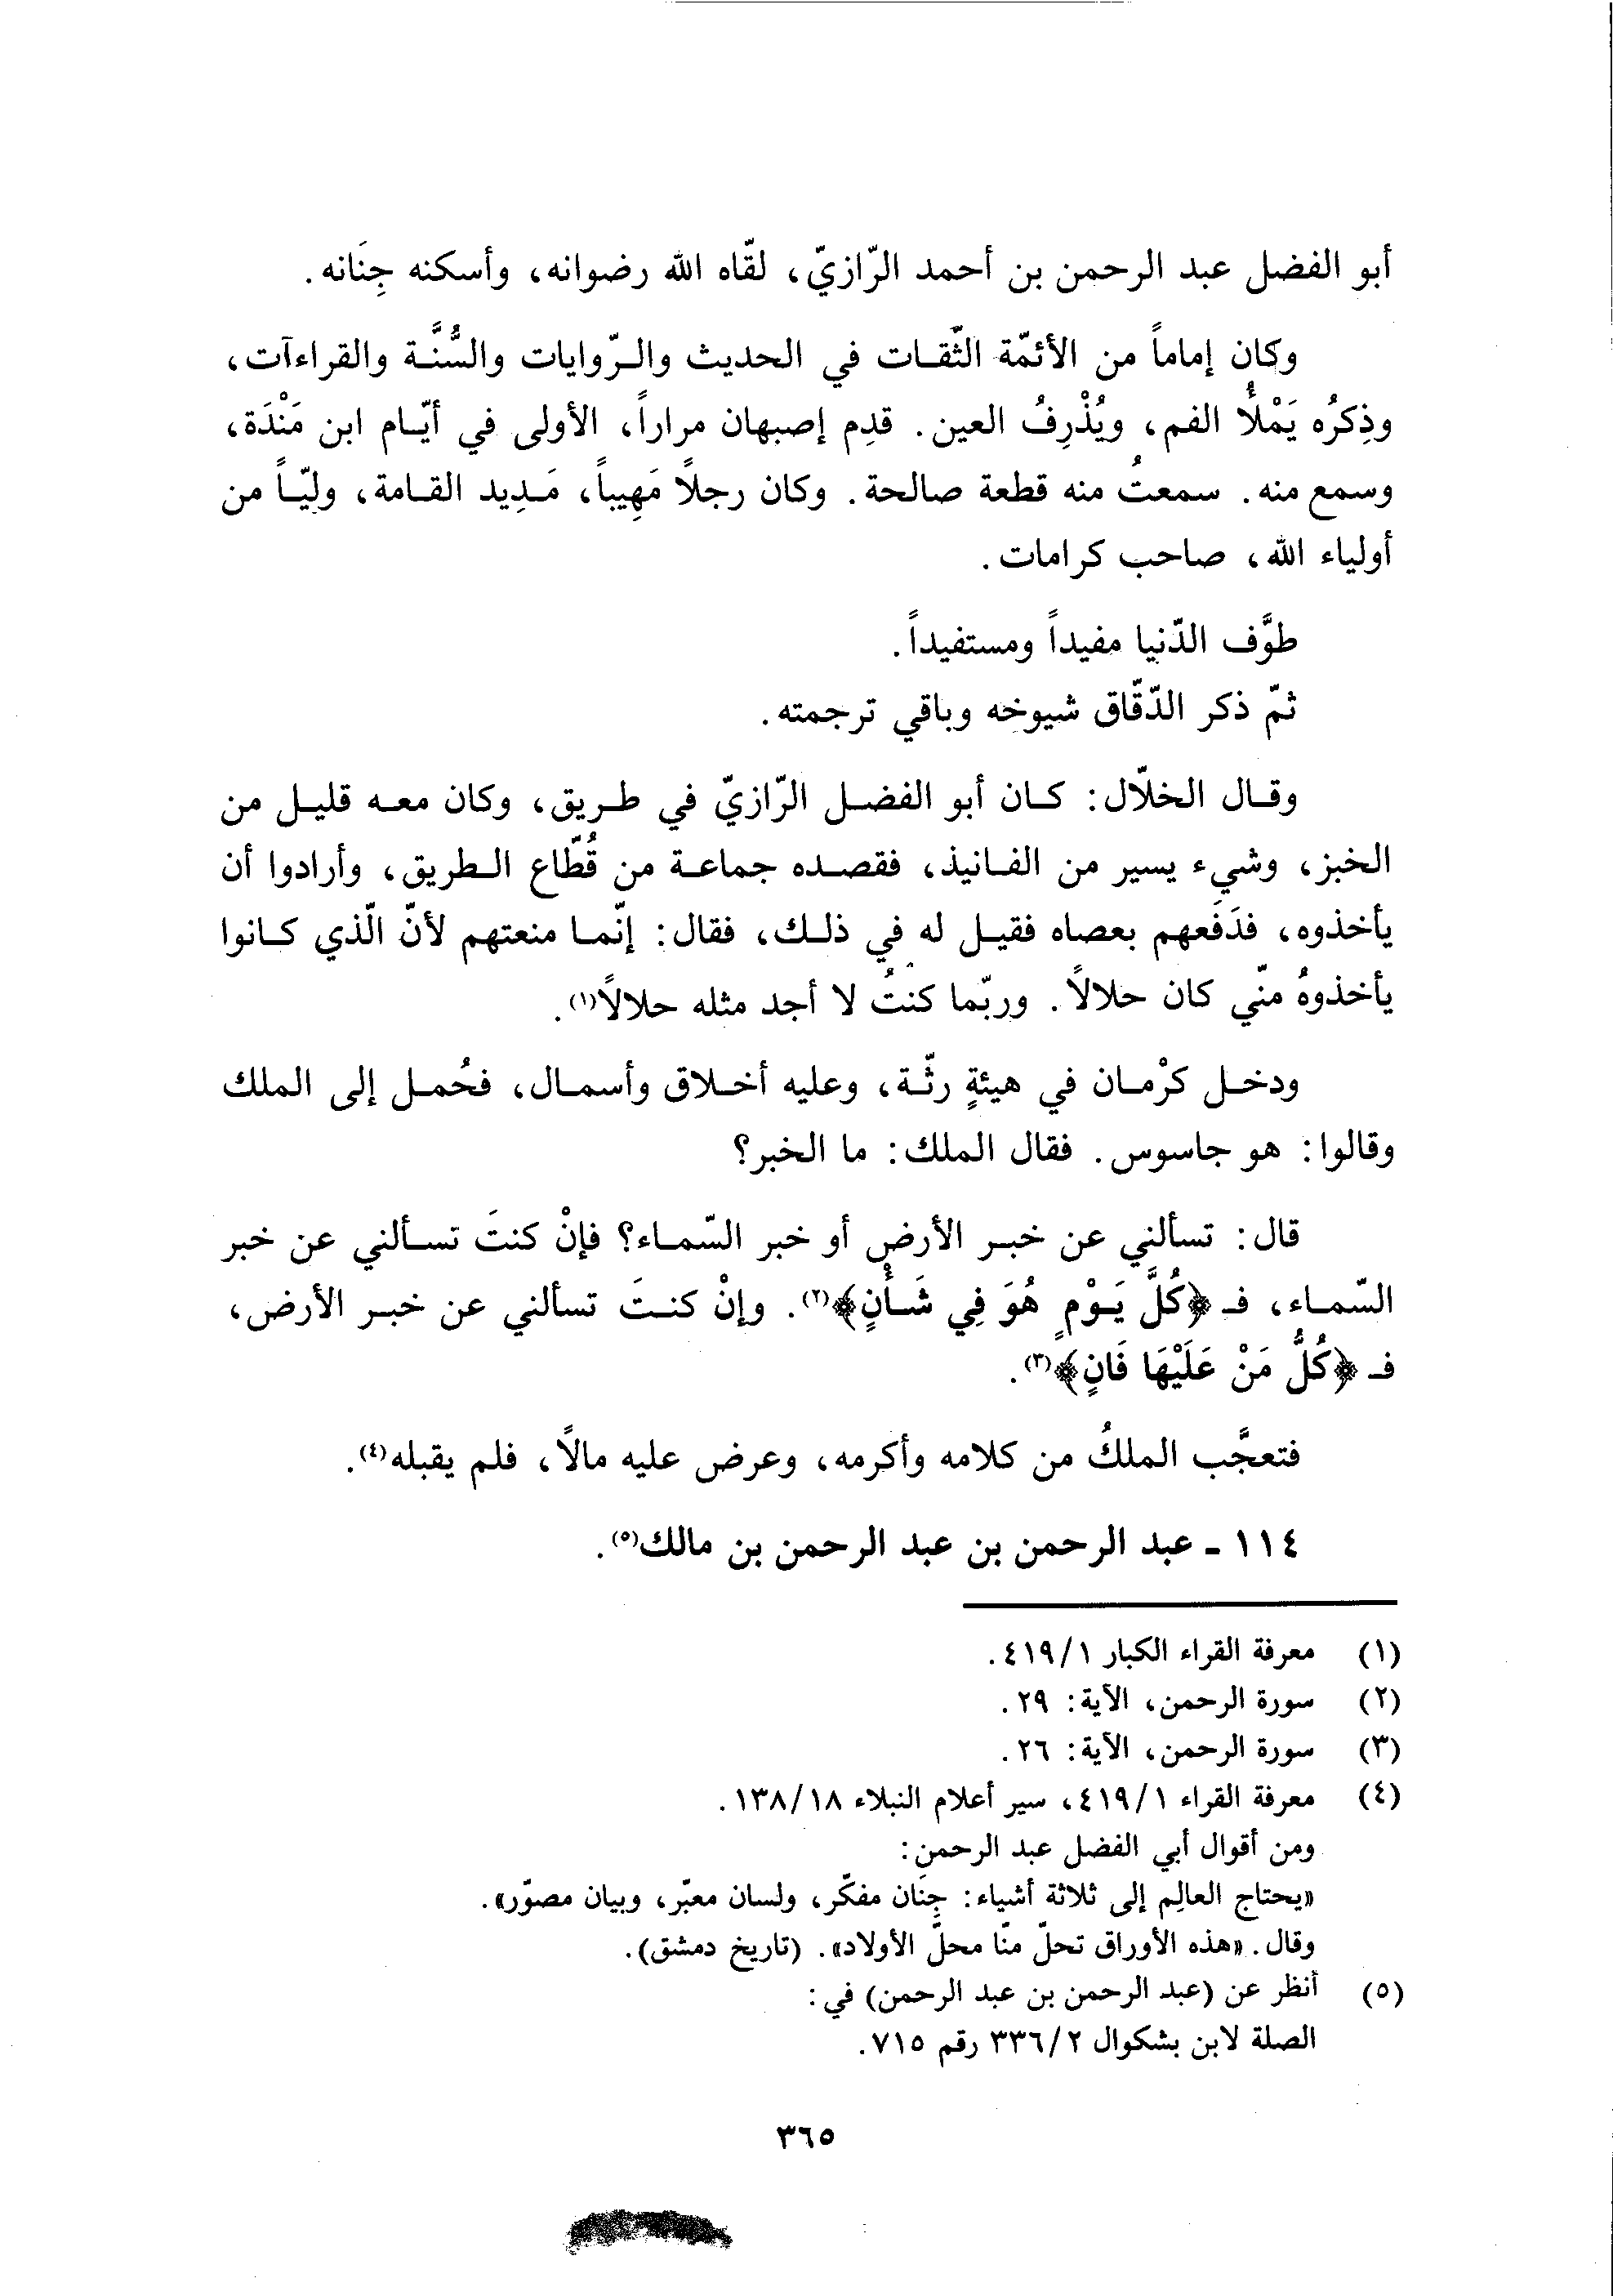 أبو الفضل عبد الرحمن بن أحمد الرّازيّ، لقّاه الله رضوانه، وأسكنه جِنَانه.
وكان إماماً من الأئمّة الثّقات في الحديث والرّوايات والسُّنَّة والقراءآت،
وذِكرُه يَمْلأُ الفم، ويُذْرِفُ العين. قدِم إصبهان مراراً، الأولى في أيّام ابن مَنْدَة،
وسمع منه. سمعتُ منه قطعة صالحة. وكان رجلاً مَهِيباً، مَدِيد القامة، وليّاً من
أولياء الله، صاحب كرامات.
طوَّف الدّنيا مفيداً ومستفيداً.
ثمّ ذكر الدّقّاق شيوخه وباقي ترجمته.
وقال الخلاّل: كان أبو الفضل الرّازيّ في طريق، وكان معه قليل من
الخبز، وشيء يسير من الفانيذ، فقصده جماعة من قُطّاع الطريق، وأرادوا أن
يأخذوه، فدَفَعهم بعصاه فقيل له في ذلك، فقال: إنّما منعتهم لأنّ الّذي كانوا
يأخذوهُ منّي كان حلالاً. وربّما كنتُ لا أجد مثله حلالاً(١).
ودخل كرْمان في هيئةٍ رثّة، وعليه أخلاق وأسمال، فحُمل إلى الملك
وقالوا: هو جاسوس. فقال الملك: ما الخبر؟
قال: تسألني عن خبر الأرض أو خبر السّماء؟ فإنْ كنتَ تسألني عن خبر
السّماء، فـ ﴿كُلَّ يَوْمٍ هُوَ فِي شَأْنٍ﴾(٢). وإنْ كنتَ تسألني عن خبر الأرض،
فـ ﴿كُلُّ مَنْ عَلَيْهَا فَانٍ﴾(٣).
فتعجَّب الملكُ من كلامه وأكرمه، وعرض عليه مالاً، فلم يقبله(٤).
١١٤ ـ عبد الرحمن بن عبد الرحمن بن مالك(٥).
(١) معرفة القراء الكبار ٤١٩/١.
(٢) سورة الرحمن، الآية: ٢٩.
(٣) سورة الرحمن، الآية: ٢٦.
(٤) معرفة القراء ٤١٩/١، سير أعلام النبلاء ١٣٨/١٨.
ومن أقوال أبي الفضل عبد الرحمن:
«يحتاج العالِم إلى ثلاثة أشياء: جِنَان مفكّر، ولسان معبّر، وبيان مصوّر».
وقال. «هذه الأوراق تحلّ منّا محلّ الأولاد». (تاريخ دمشق).
(٥) أنظر عن (عبد الرحمن بن عبد الرحمن) في:
الصلة لابن بشكوال ٣٣٦/٢ رقم ٧١٥.
٣٦٥